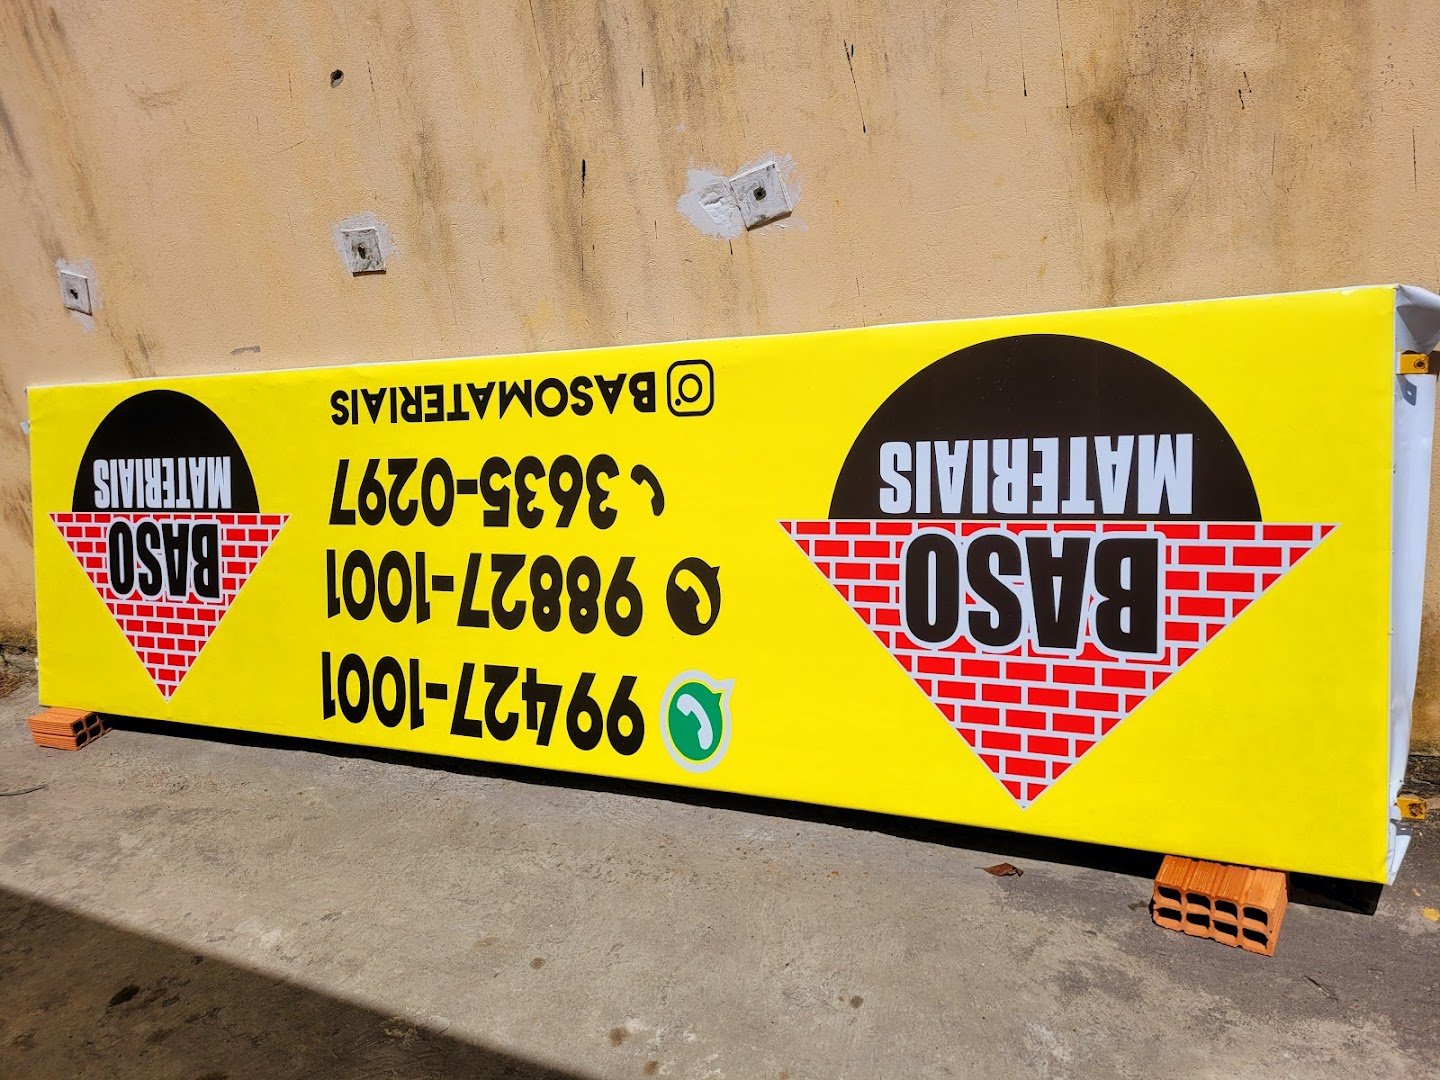 BASO
MATERIAIS
99427-1001
98827-1001
3635-0297
BASOMATERIAIS
BASO
MATERIAIS